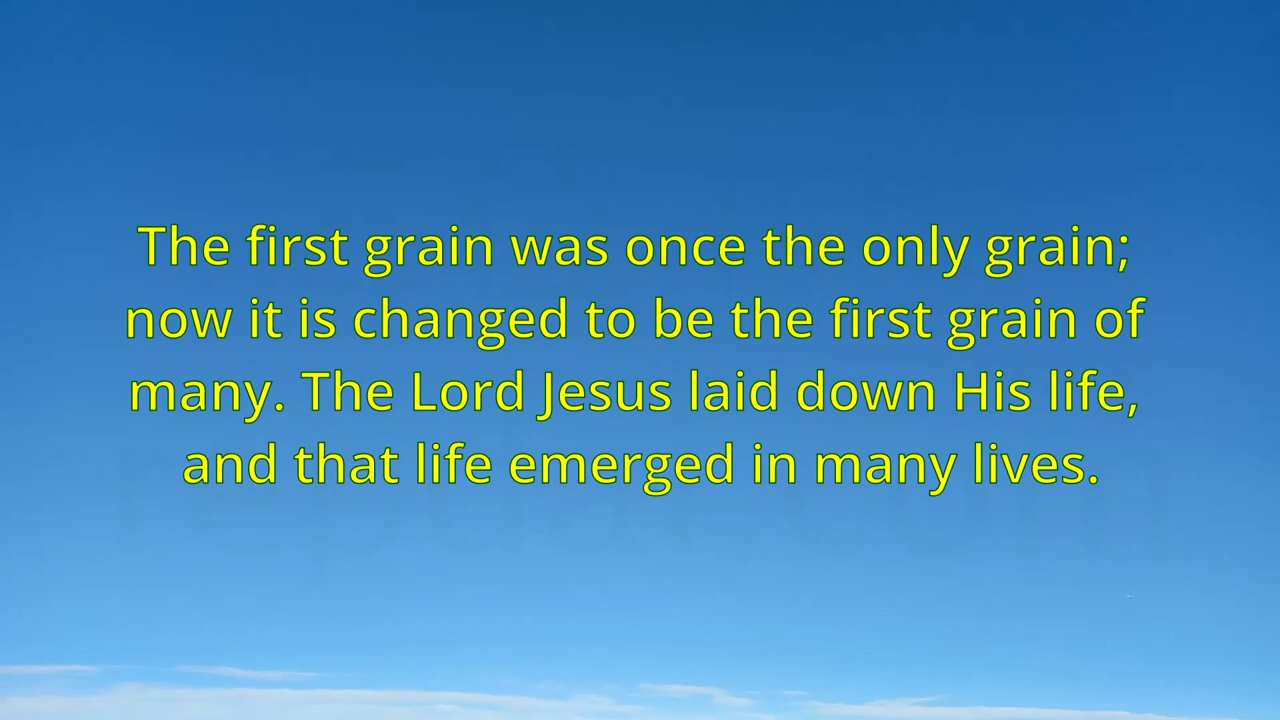 The first grain was once the only grain;
now it is changed to be the first grain of
many. The Lord Jesus laid down His life,
and that life emerged in many lives.